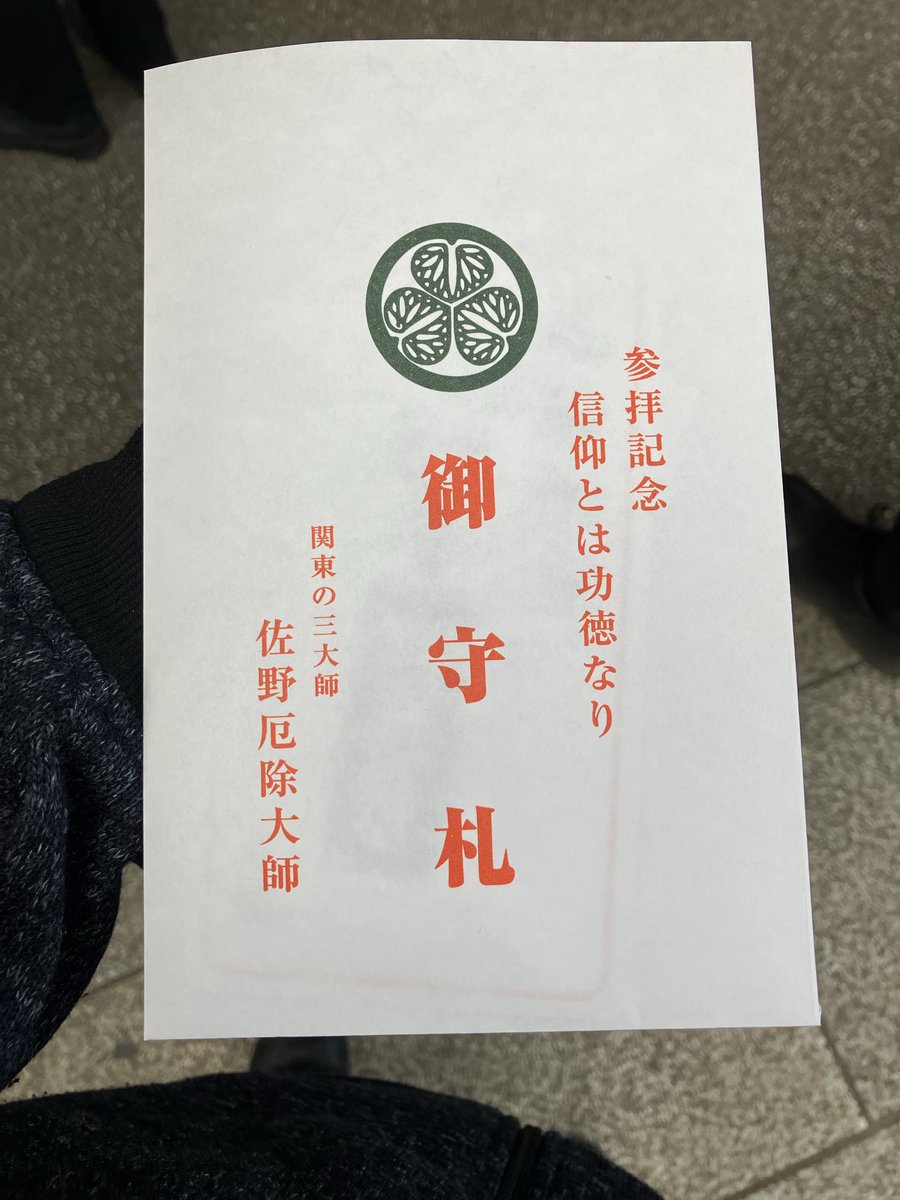 参拝記念
信仰とは功徳なり
御守札
関東の三大師
佐野厄除大師